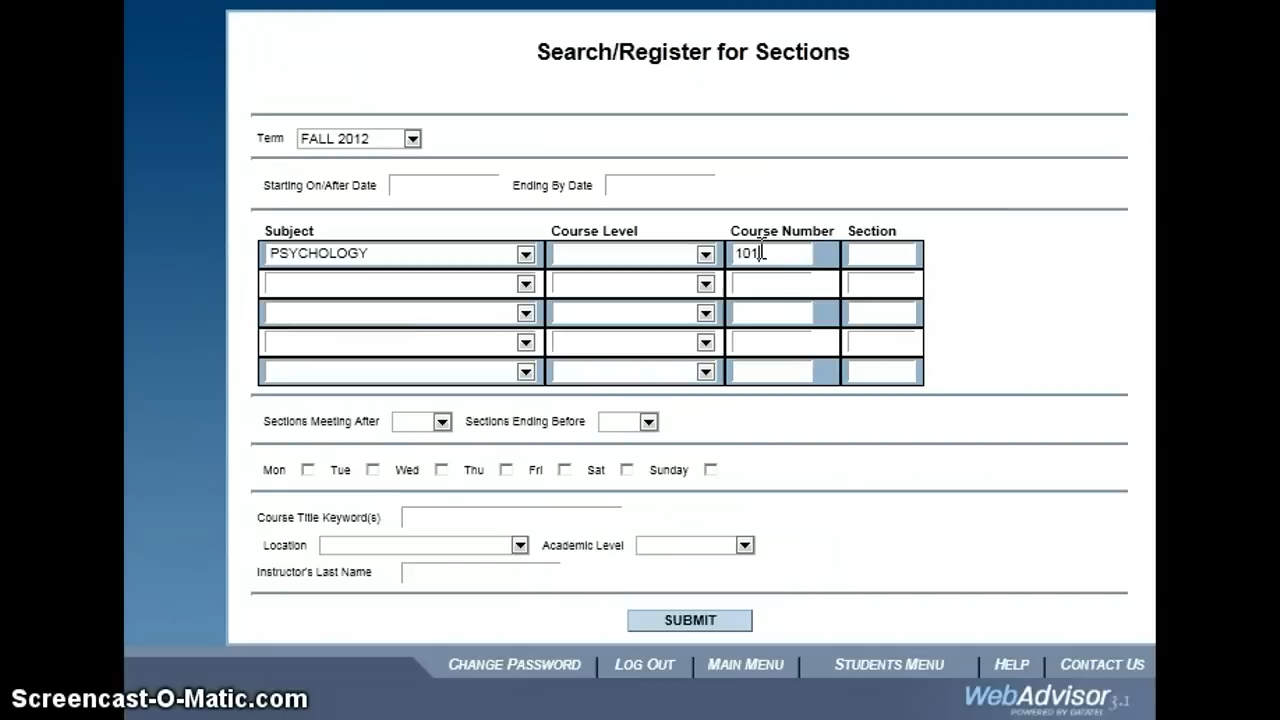 Search/Register for Sections
Term FALL 2012
Starting On/After Date Ending By Date
Subject Course Level Course Number Section
PSYCHOLOGY 101
Sections Meeting After Sections Ending Before
Mon Tue Wed Thu Fri Sat Sunday
Course Title Keyword(s)
Location Academic Level
Instructor's Last Name
SUBMIT
CHANGE PASSWORD LOG OUT MAIN MENU STUDENTS MENU HELP CONTACT US
WebAdvisor 3.1
POWERED BY DATATEL
Screencast-O-Matic.com